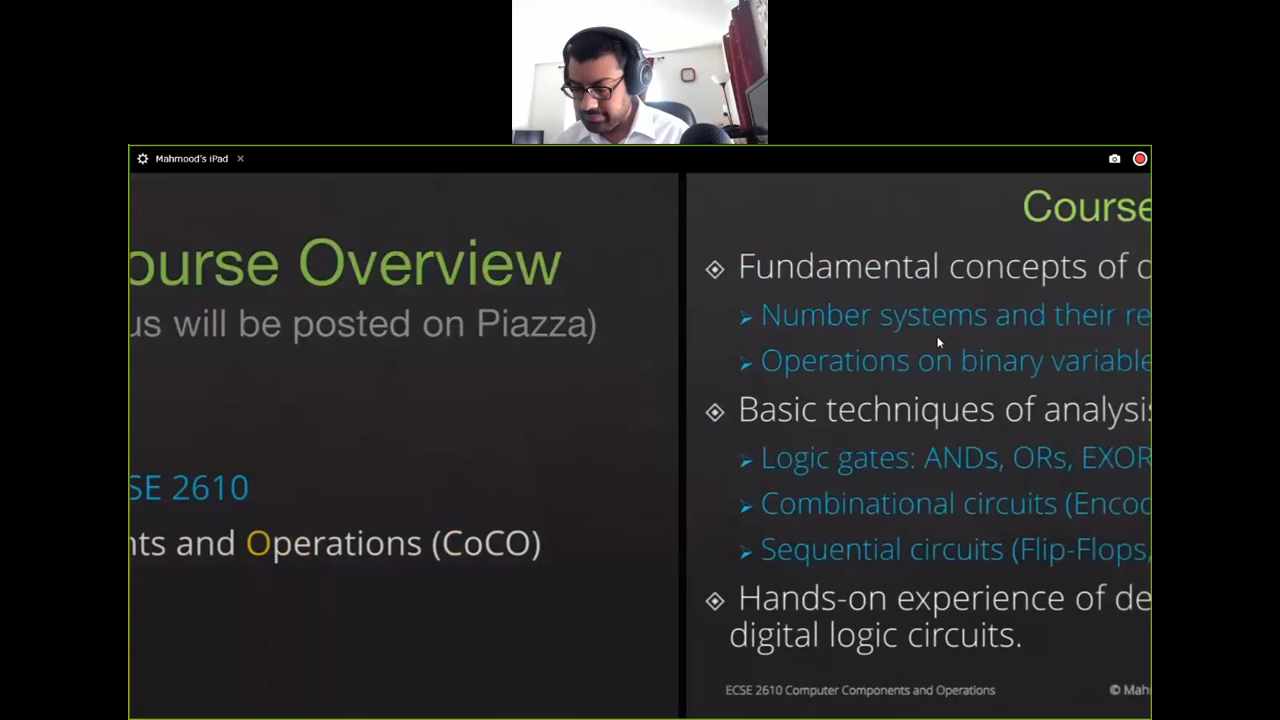 Mahmood's iPad
ourse Overview
us will be posted on Piazza)
SE 2610
nts and Operations (CoCO)
Course
Fundamental concepts of d
Number systems and their re
Operations on binary variable
Basic techniques of analysis
Logic gates: ANDs, ORs, EXOR
Combinational circuits (Encod
Sequential circuits (Flip-Flops,
Hands-on experience of de
digital logic circuits.
ECSE 2610 Computer Components and Operations
© Mahm